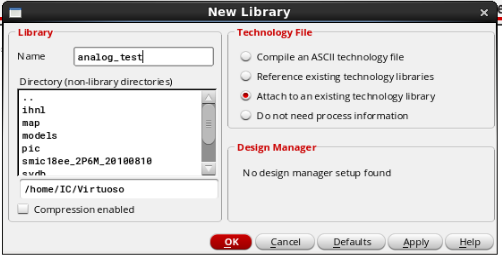 New Library
Library
Name
analog_test
Directory (non-library directories)
..
ihnl
map
models
pic
smic18ee_2P6M_20100810
svdb
/home/IC/Virtuoso
Compression enabled
Technology File
Compile an ASCII technology file
Reference existing technology libraries
Attach to an existing technology library
Do not need process information
Design Manager
No design manager setup found
OK
Cancel
Defaults
Apply
Help